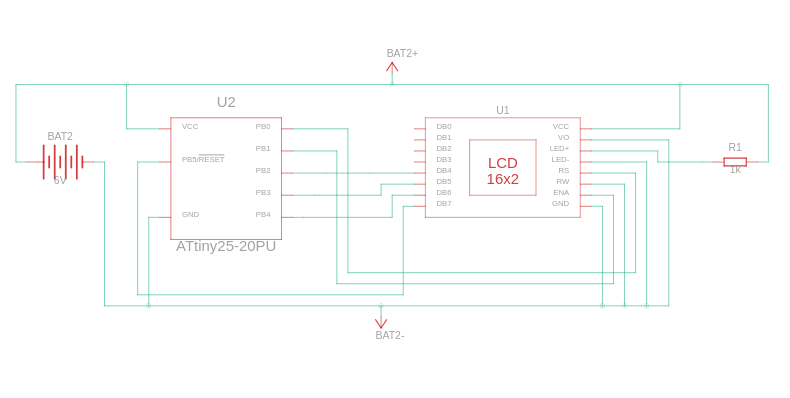 BAT2+
U2
U1
VCC PB0
PB1
PB5/RESET
PB2
PB3
GND PB4
ATtiny25-20PU
BAT2
6V
DB0 VCC
DB1 VO
DB2 LED+
DB3 LED-
DB4 RS
DB5 RW
DB6 ENA
DB7 GND
LCD
16x2
R1
1k
BAT2-